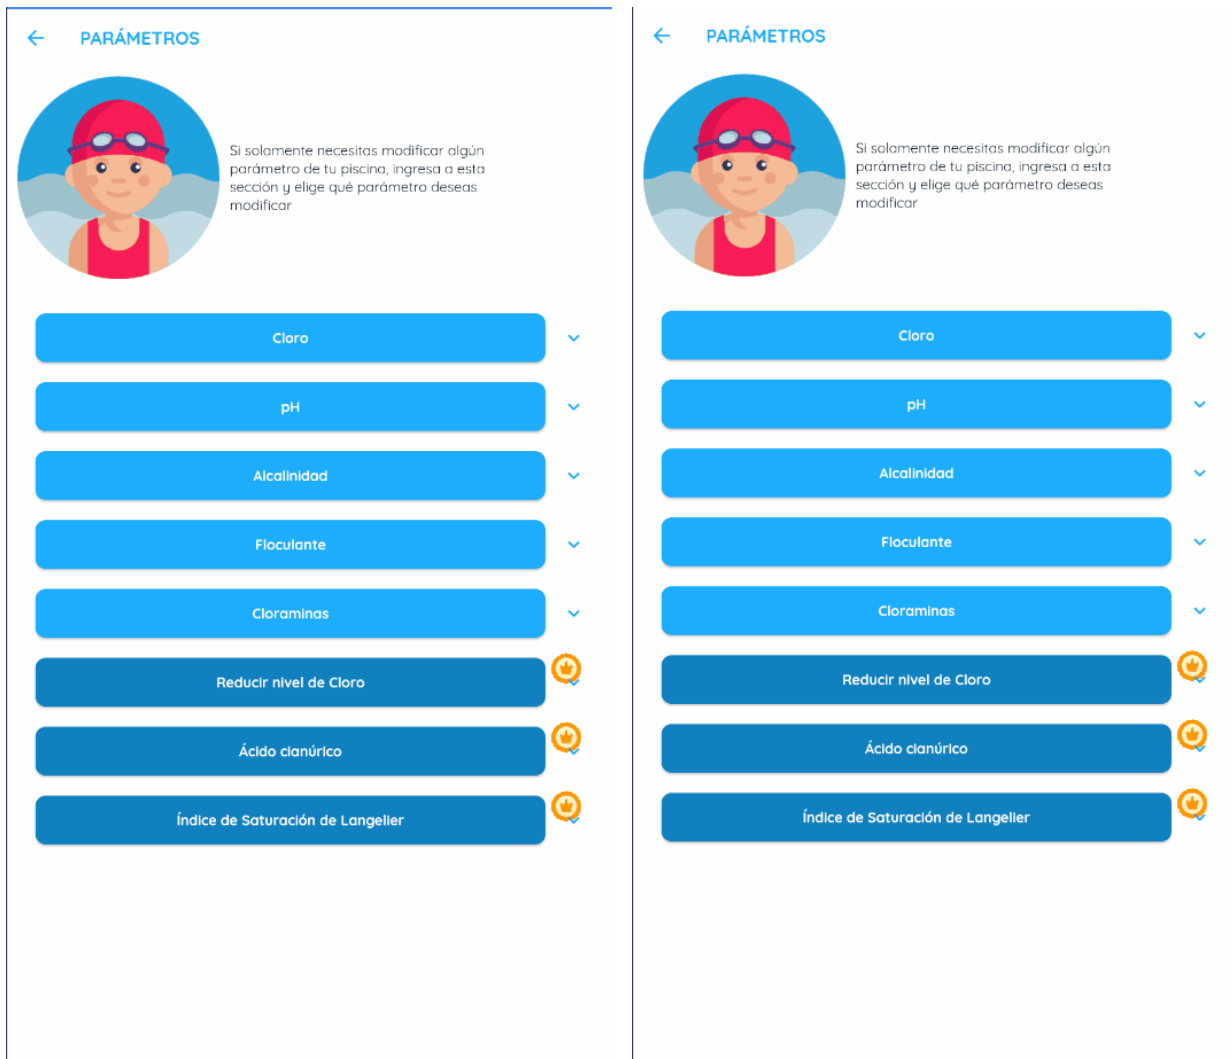 PARÁMETROS
Si solamente necesitas modificar algún
parámetro de tu piscina, ingresa a esta
sección y elige qué parámetro deseas
modificar
Cloro
pH
Alcalinidad
Floculante
Cloraminas
Reducir nivel de Cloro
Ácido cianúrico
Índice de Saturación de Langelier
PARÁMETROS
Si solamente necesitas modificar algún
parámetro de tu piscina, ingresa a esta
sección y elige qué parámetro deseas
modificar
Cloro
pH
Alcalinidad
Floculante
Cloraminas
Reducir nivel de Cloro
Ácido cianúrico
Índice de Saturación de Langelier